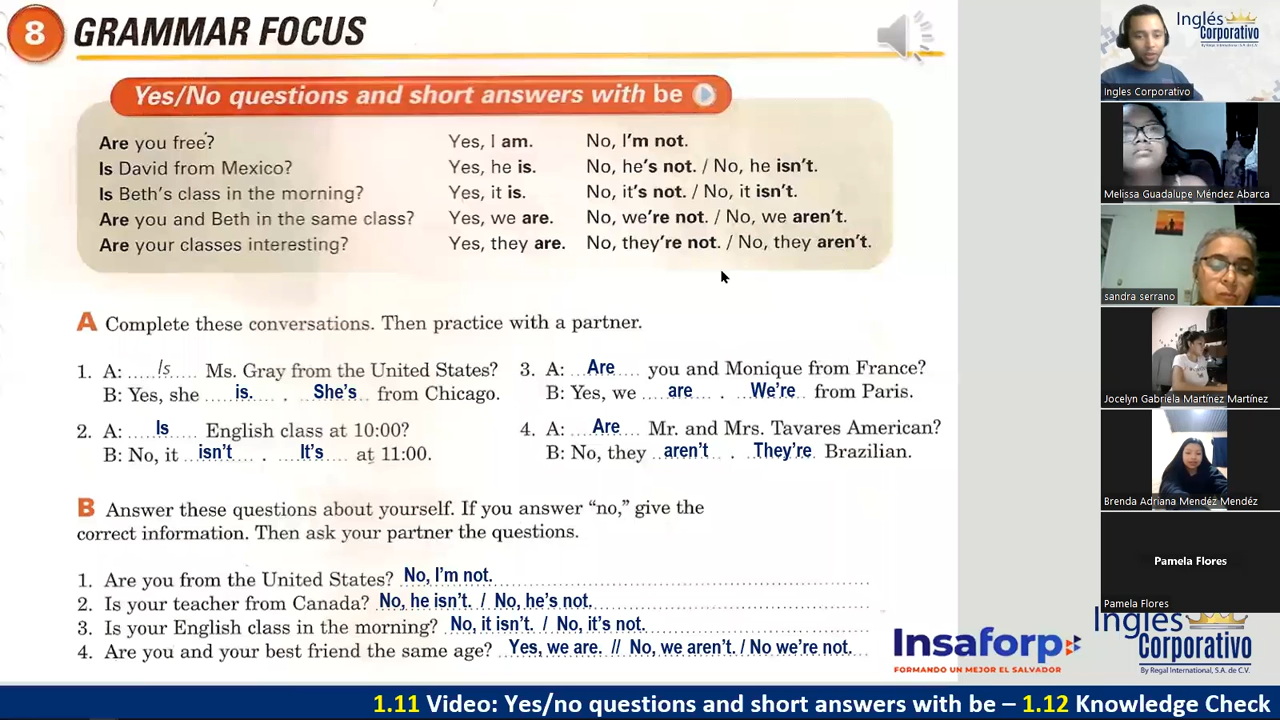 8 GRAMMAR FOCUS
Yes/No questions and short answers with be
Are you free? Yes, I am. No, I'm not.
Is David from Mexico? Yes, he is. No, he's not. / No, he isn't.
Is Beth's class in the morning? Yes, it is. No, it's not. / No, it isn't.
Are you and Beth in the same class? Yes, we are. No, we're not. / No, we aren't.
Are your classes interesting? Yes, they are. No, they're not. / No, they aren't.
A Complete these conversations. Then practice with a partner.
1. A: Is Ms. Gray from the United States?
B: Yes, she is. . She's from Chicago.
2. A: Is English class at 10:00?
B: No, it isn't . It's at 11:00.
3. A: Are you and Monique from France?
B: Yes, we are . We're from Paris.
4. A: Are Mr. and Mrs. Tavares American?
B: No, they aren't . They're Brazilian.
B Answer these questions about yourself. If you answer “no,” give the
correct information. Then ask your partner the questions.
1. Are you from the United States? No, I'm not.
2. Is your teacher from Canada? No, he isn't. / No, he's not.
3. Is your English class in the morning? No, it isn't. / No, it's not.
4. Are you and your best friend the same age? Yes, we are. // No, we aren't. / No we're not.
Insaforp
FORMANDO UN MEJOR EL SALVADOR
Inglés
Corporativo
By Regal International, S.A. de C.V.
1.11 Video: Yes/no questions and short answers with be – 1.12 Knowledge Check
Inglés
Corporativo
By Regal International, S.A. de C.V.
Ingles Corporativo
Melissa Guadalupe Méndez Abarca
sandra serrano
Jocelyn Gabriela Martínez Martínez
Brenda Adriana Mendéz Mendéz
Pamela Flores
Pamela Flores